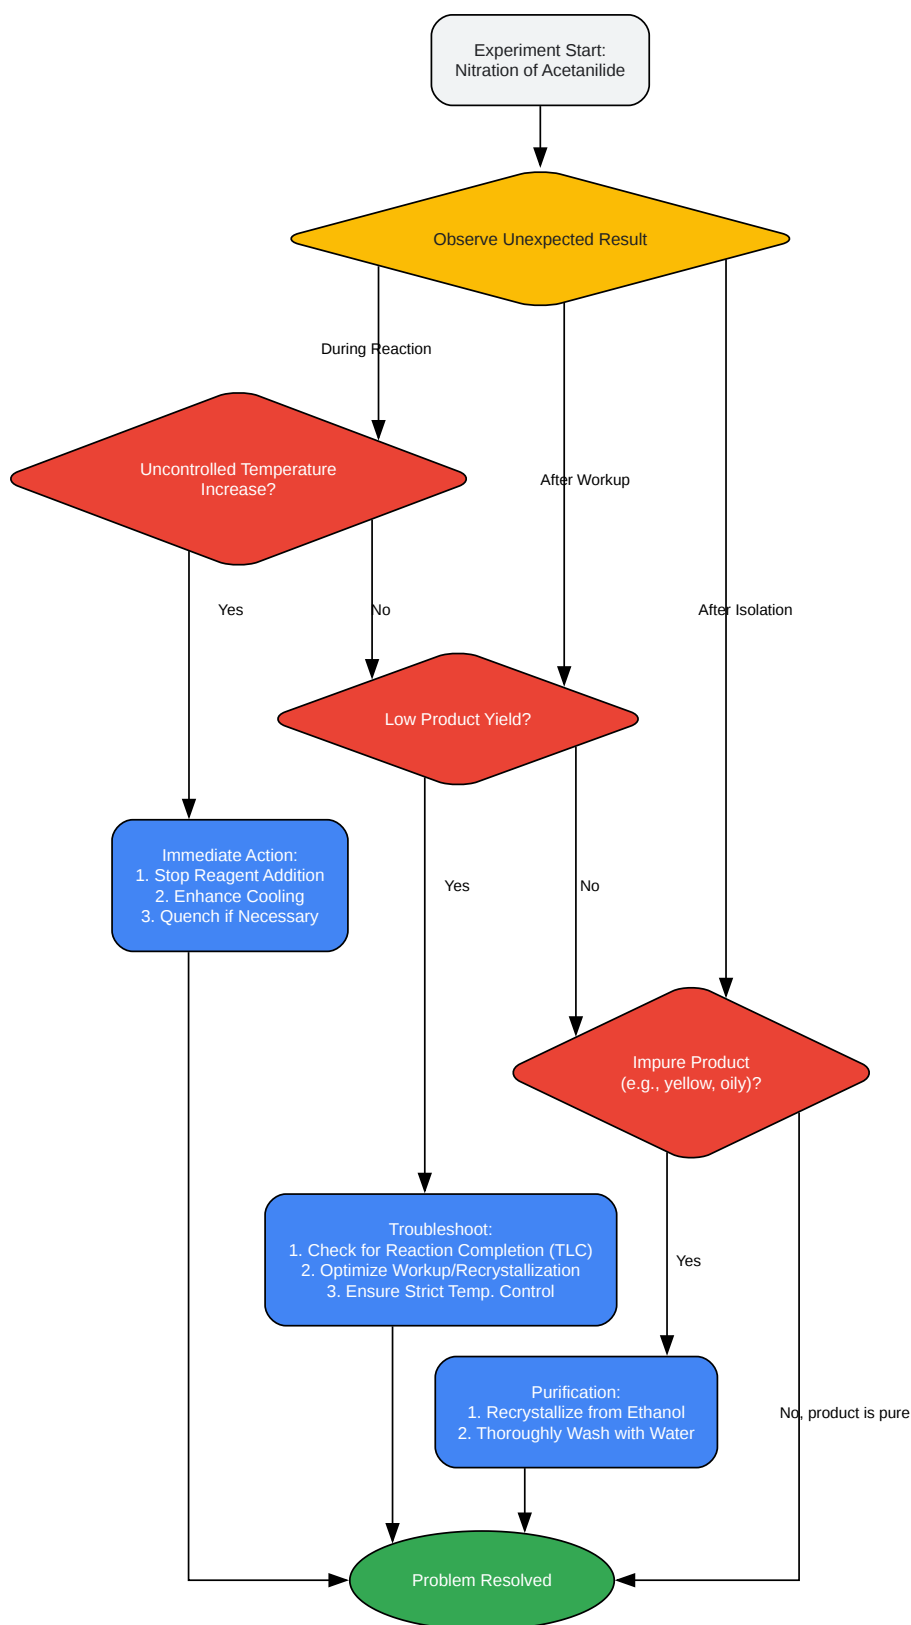 Experiment Start:
Nitration of Acetanilide
Observe Unexpected Result
During Reaction
Uncontrolled Temperature
Increase?
After Workup
Yes
No
After Isolation
Low Product Yield?
Immediate Action:
1. Stop Reagent Addition
2. Enhance Cooling
3. Quench if Necessary
Yes
No
Impure Product
(e.g., yellow, oily)?
Troubleshoot:
1. Check for Reaction Completion (TLC)
2. Optimize Workup/Recrystallization
3. Ensure Strict Temp. Control
Yes
Purification:
1. Recrystallize from Ethanol
2. Thoroughly Wash with Water
No, product is pure
Problem Resolved